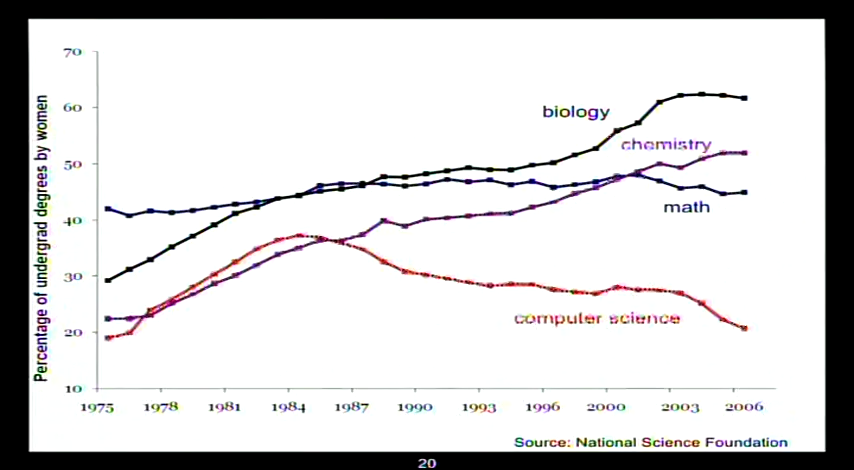 70
60
50
40
30
20
10
Percentage of undergrad degrees by women
biology
chemistry
math
computer science
1975 1978 1981 1984 1987 1990 1993 1996 2000 2003 2006
Source: National Science Foundation
20